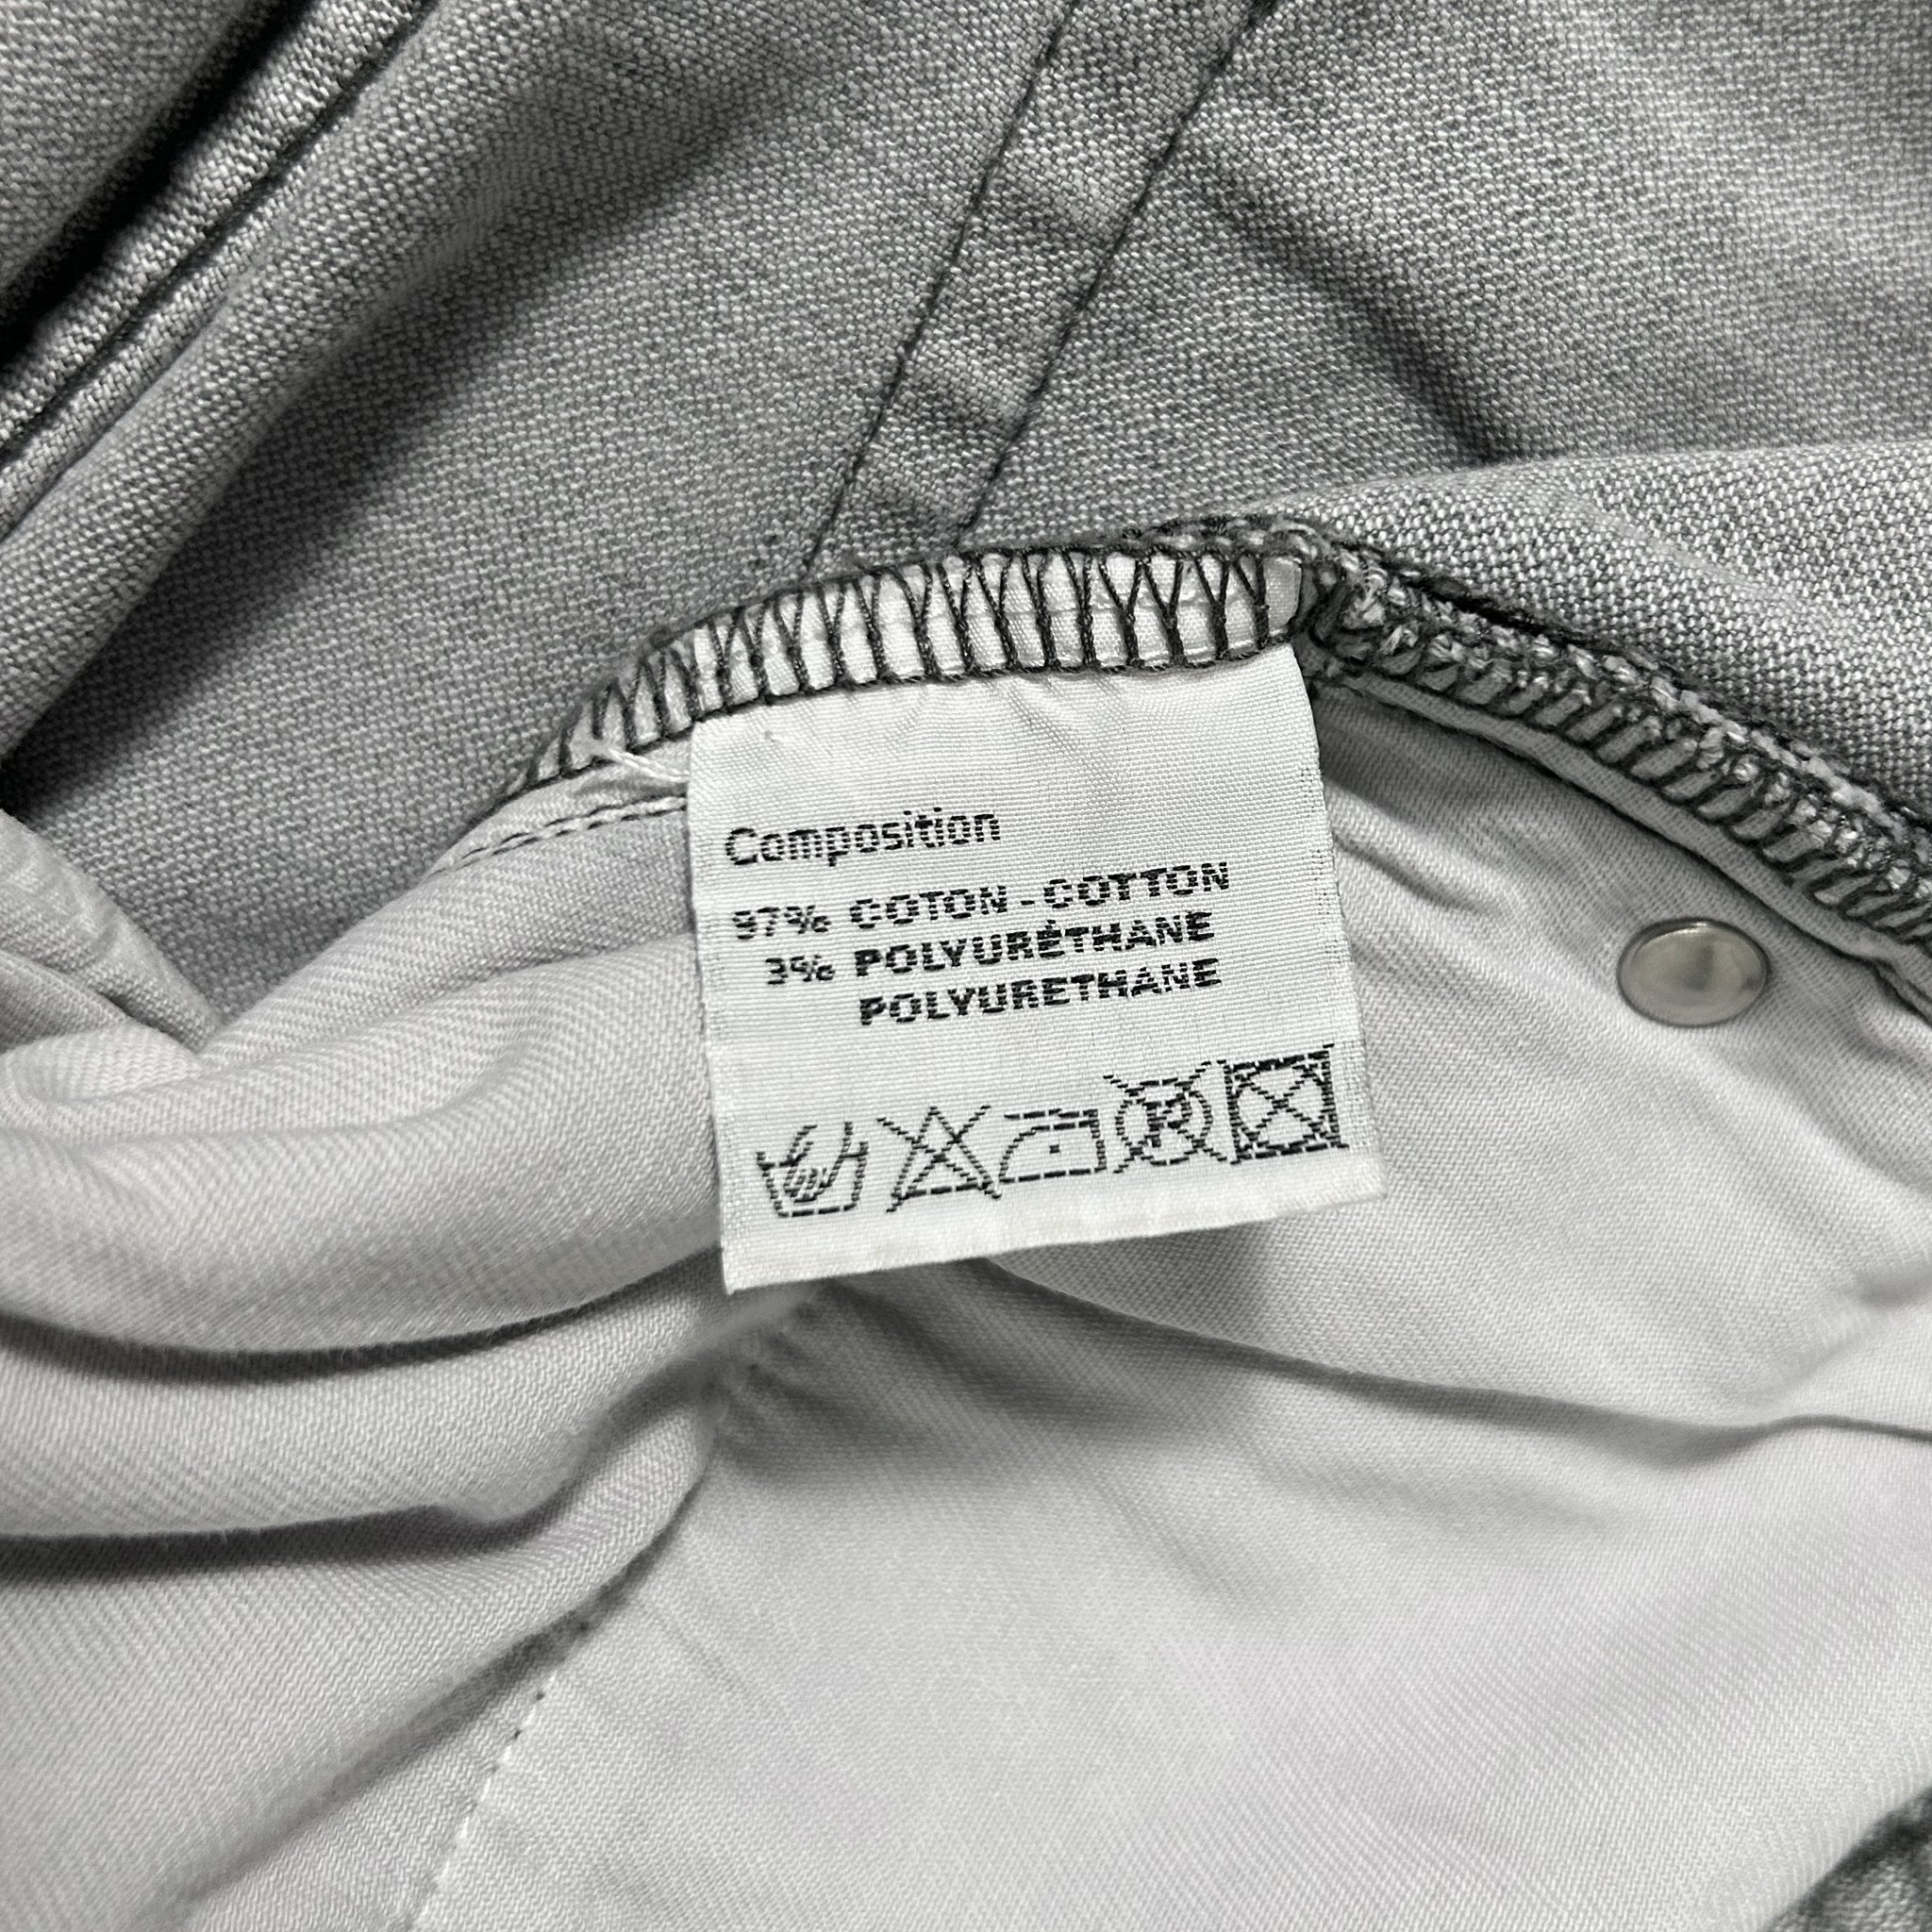 Composition
97% COTON - COTTON
3% POLYURÉTHANE
POLYURETHANE